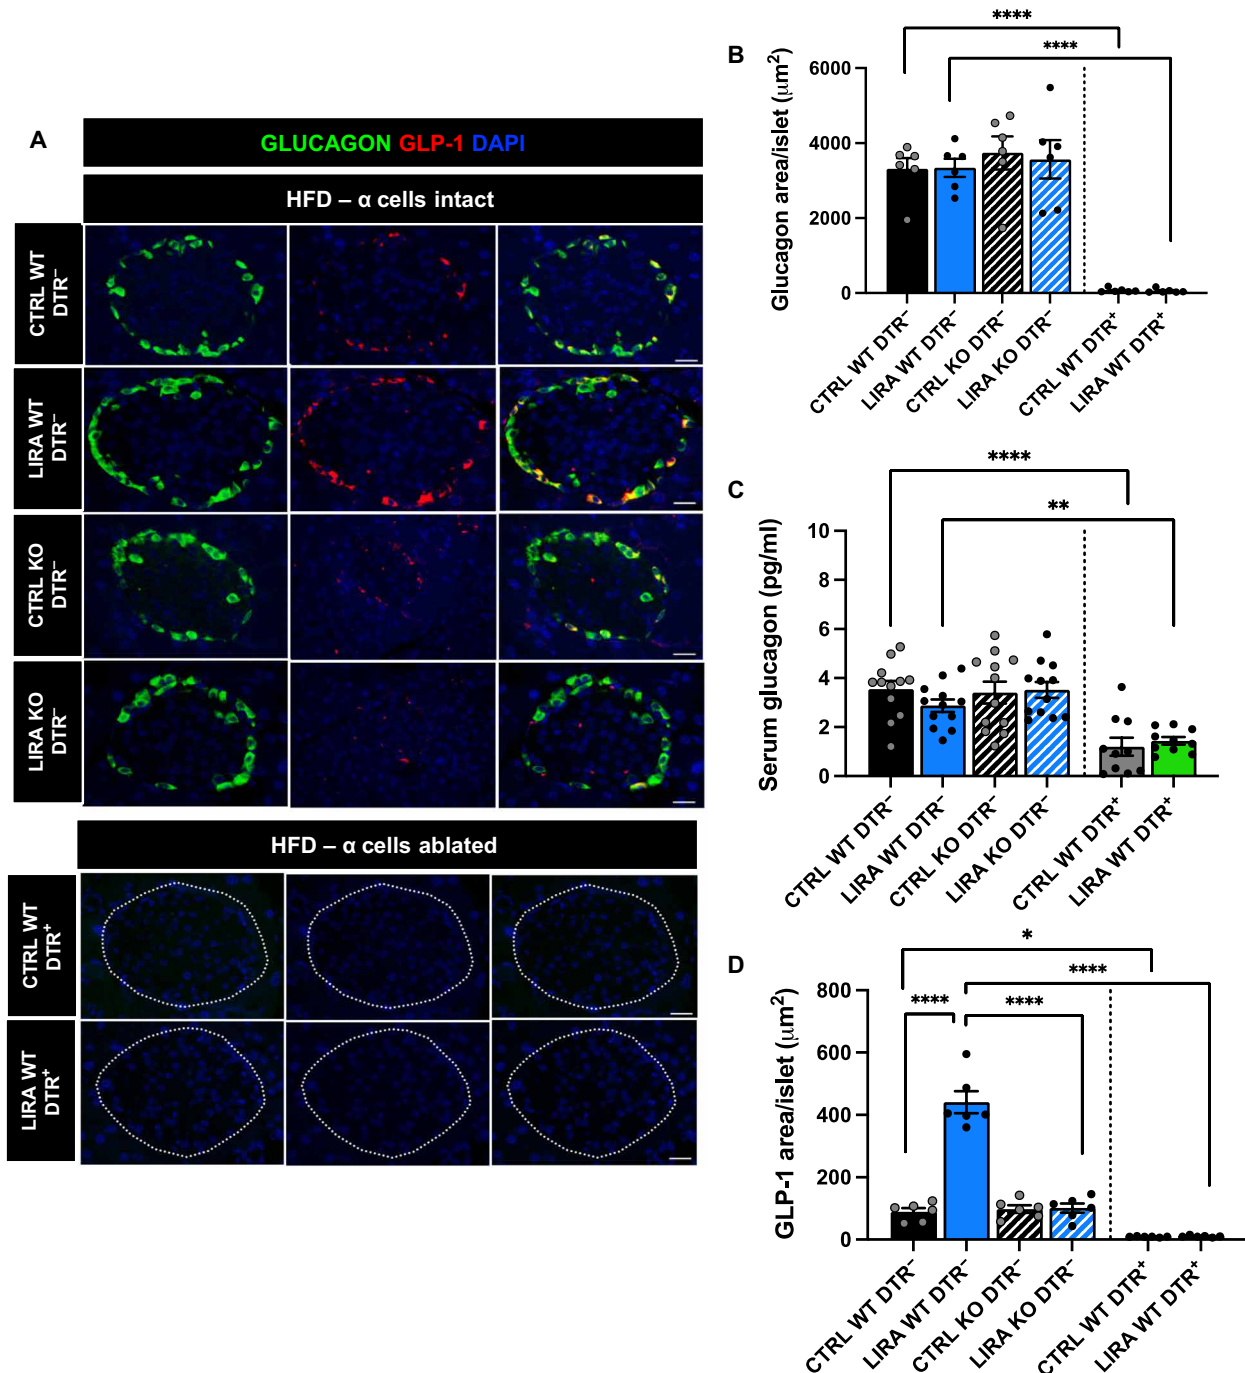 A
GLUCAGON GLP-1 DAPI
HFD – α cells intact
CTRL WT
DTR⁻
LIRA WT
DTR⁻
CTRL KO
DTR⁻
LIRA KO
DTR⁻
HFD – α cells ablated
CTRL WT
DTR⁺
LIRA WT
DTR⁺
B
****
****
Glucagon area/islet (μm²)
6000
4000
2000
0
CTRL WT DTR⁻
LIRA WT DTR⁻
CTRL KO DTR⁻
LIRA KO DTR⁻
CTRL WT DTR⁺
LIRA WT DTR⁺
C
****
**
Serum glucagon (pg/ml)
10
8
6
4
2
0
CTRL WT DTR⁻
LIRA WT DTR⁻
CTRL KO DTR⁻
LIRA KO DTR⁻
CTRL WT DTR⁺
LIRA WT DTR⁺
D
*
****
****
****
GLP-1 area/islet (μm²)
800
600
400
200
0
CTRL WT DTR⁻
LIRA WT DTR⁻
CTRL KO DTR⁻
LIRA KO DTR⁻
CTRL WT DTR⁺
LIRA WT DTR⁺